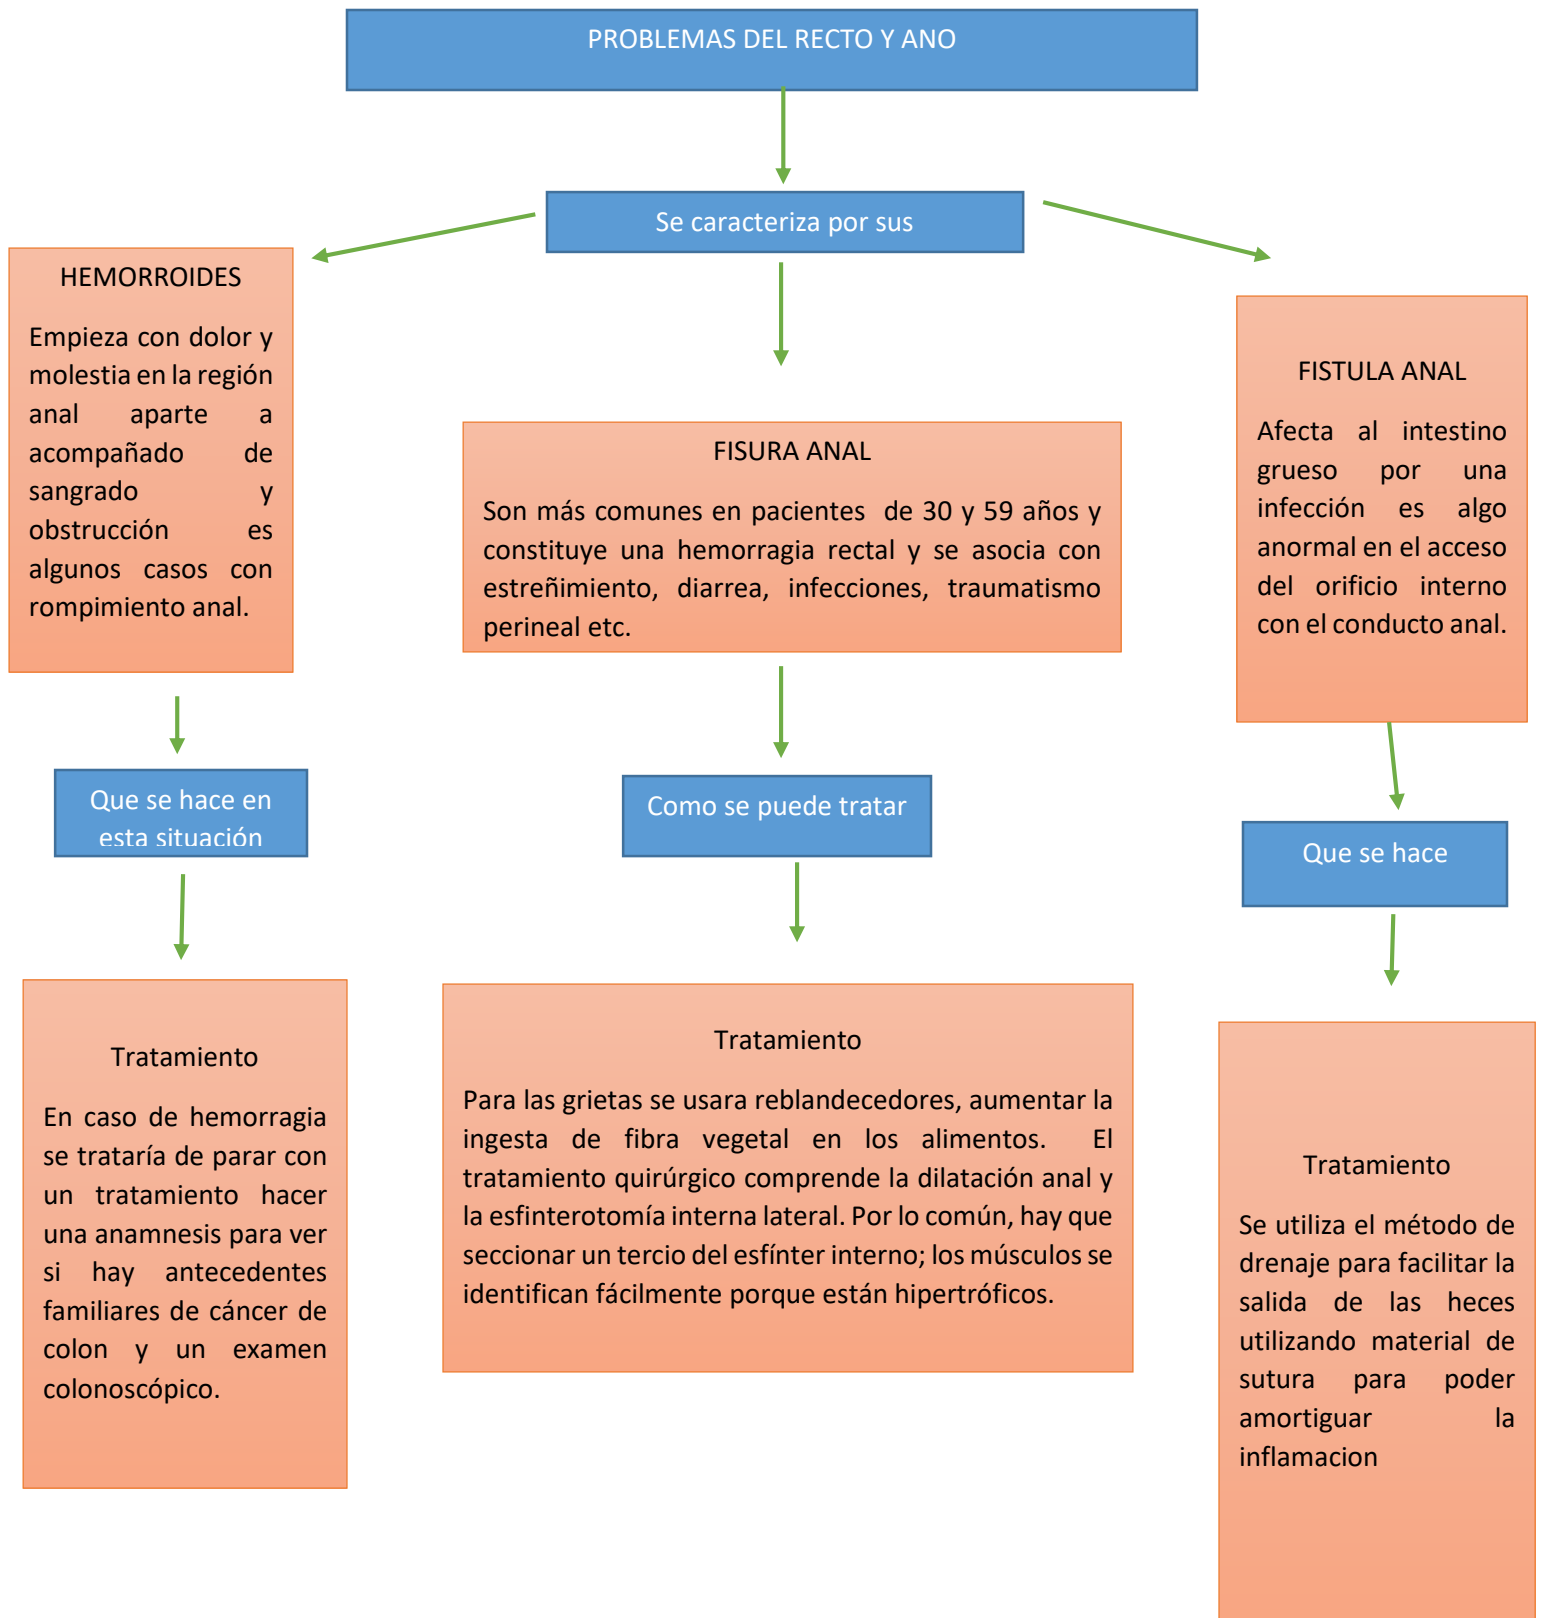 PROBLEMAS DEL RECTO Y ANO
Se caracteriza por sus
HEMORROIDES
Empieza con dolor y
molestia en la región
anal aparte a
acompañado de
sangrado y
obstrucción es
algunos casos con
rompimiento anal.
Que se hace en
esta situación
Tratamiento
En caso de hemorragia
se trataría de parar con
un tratamiento hacer
una anamnesis para ver
si hay antecedentes
familiares de cáncer de
colon y un examen
colonoscópico.
FISURA ANAL
Son más comunes en pacientes de 30 y 59 años y
constituye una hemorragia rectal y se asocia con
estreñimiento, diarrea, infecciones, traumatismo
perineal etc.
Como se puede tratar
Tratamiento
Para las grietas se usara reblandecedores, aumentar la
ingesta de fibra vegetal en los alimentos. El
tratamiento quirúrgico comprende la dilatación anal y
la esfinterotomía interna lateral. Por lo común, hay que
seccionar un tercio del esfínter interno; los músculos se
identifican fácilmente porque están hipertróficos.
FISTULA ANAL
Afecta al intestino
grueso por una
infección es algo
anormal en el acceso
del orificio interno
con el conducto anal.
Que se hace
Tratamiento
Se utiliza el método de
drenaje para facilitar la
salida de las heces
utilizando material de
sutura para poder
amortiguar la
inflamacion